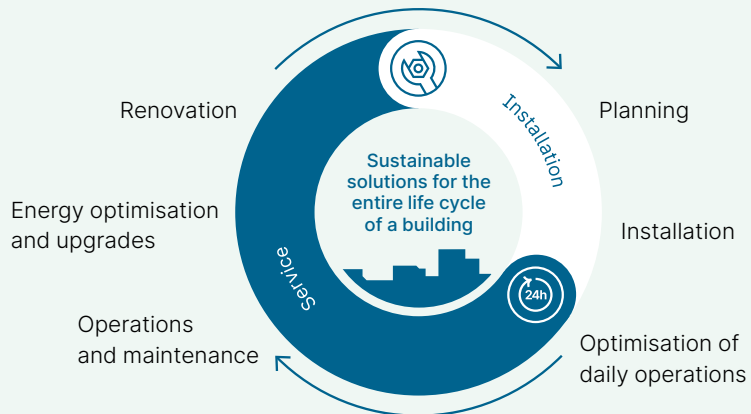 Renovation
Planning
Installation
Sustainable
solutions for the
entire life cycle
of a building
Energy optimisation
and upgrades
Installation
Service
24h
Operations
and maintenance
Optimisation of
daily operations